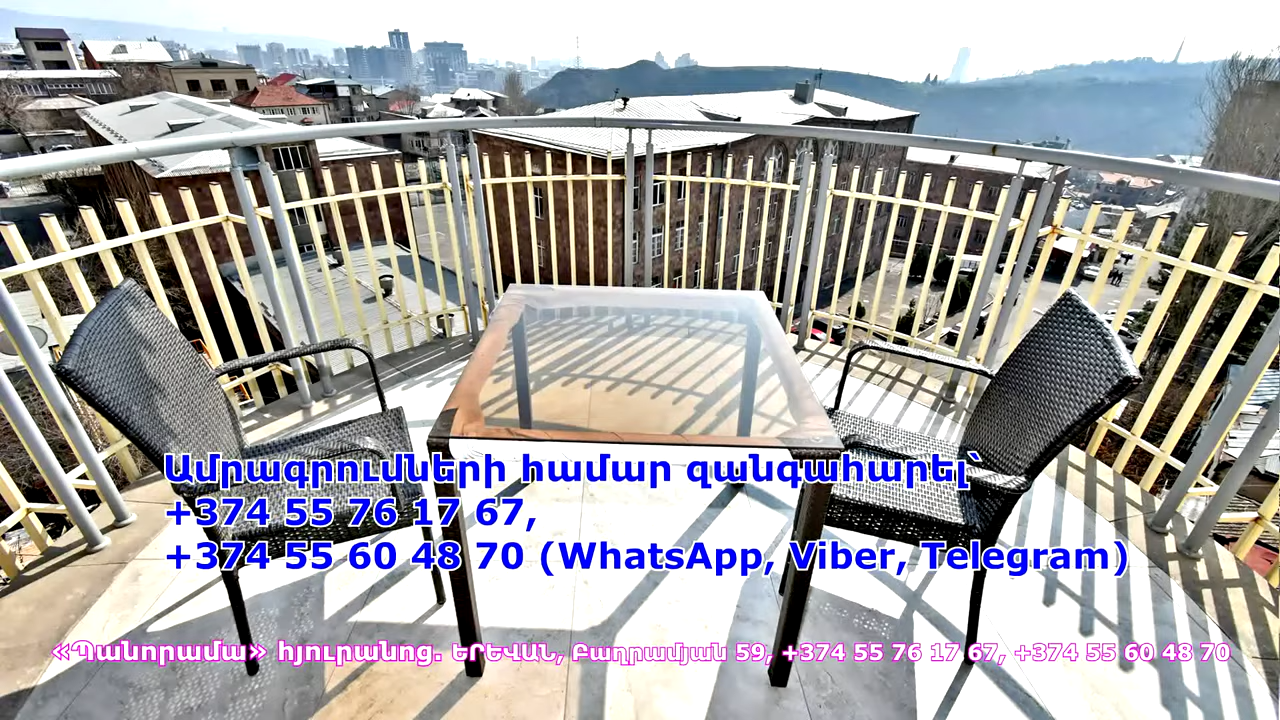 Ամրագրումների համար զանգահարել՝
+374 55 76 17 67,
+374 55 60 48 70 (WhatsApp, Viber, Telegram)
«Պանորամա» հյուրանոց. ԵՐԵՎԱՆ, Բաղրամյան 59, +374 55 76 17 67, +374 55 60 48 70